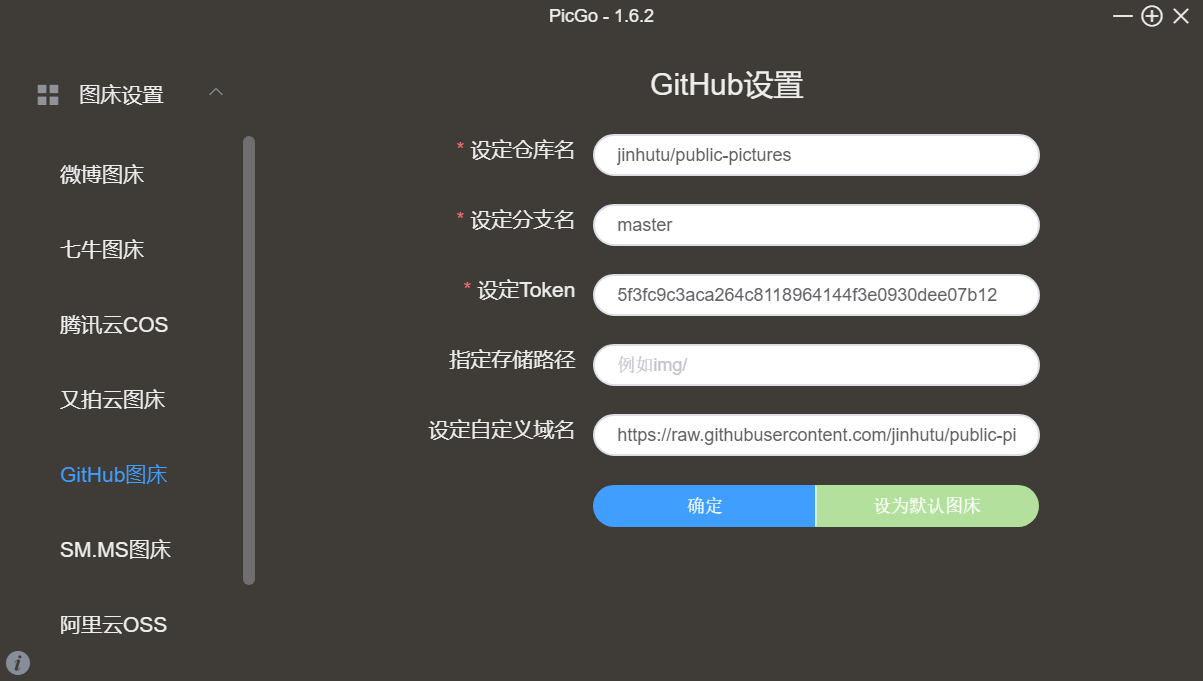 PicGo - 1.6.2
图床设置
微博图床
七牛图床
腾讯云COS
又拍云图床
GitHub图床
SM.MS图床
阿里云OSS
GitHub设置
* 设定仓库名
jinhutu/public-pictures
* 设定分支名
master
* 设定Token
5f3fc9c3aca264c8118964144f3e0930dee07b12
指定存储路径
例如img/
设定自定义域名
https://raw.githubusercontent.com/jinhutu/public-pi
确定
设为默认图床